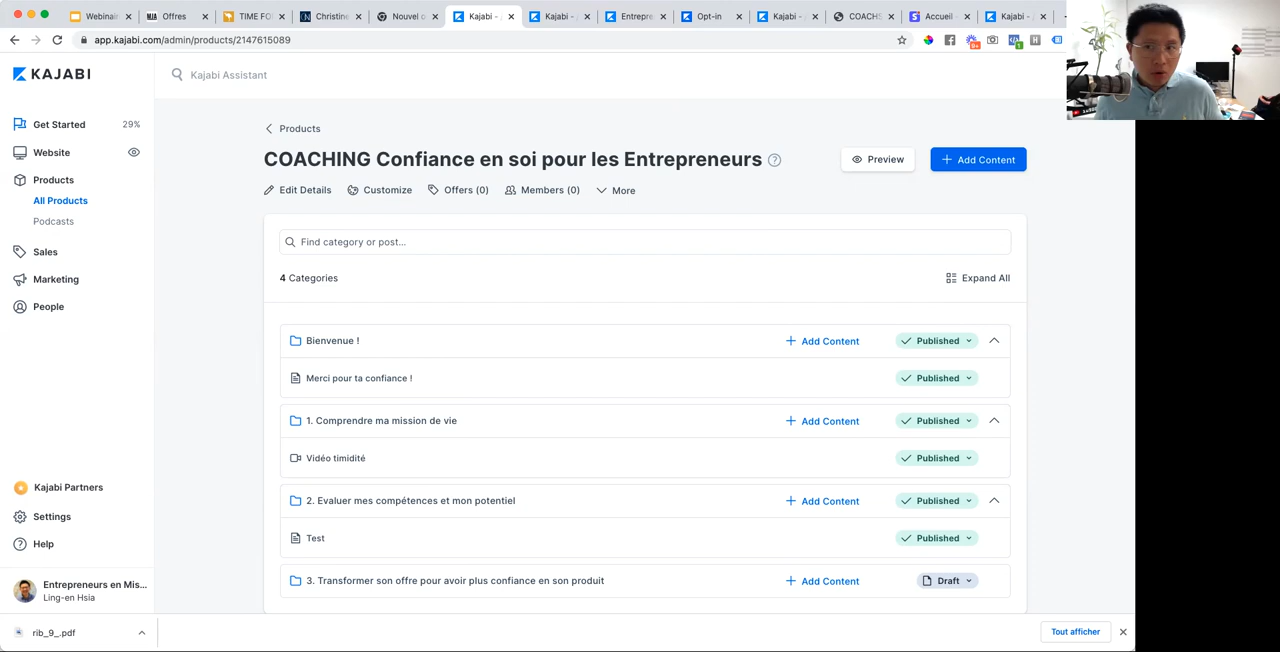 Webinai
Offres
TIME FO
Christine
Nouvel o
Kajabi -
Kajabi -
Entrepre
Opt-in
Kajabi -
COACHS
Accueil
Kajabi -
app.kajabi.com/admin/products/2147615089
KAJABI
Kajabi Assistant
Get Started 29%
Website
Products
All Products
Podcasts
Sales
Marketing
People
Kajabi Partners
Settings
Help
Entrepreneurs en Mis...
Ling-en Hsia
Products
COACHING Confiance en soi pour les Entrepreneurs
Preview
Add Content
Edit Details Customize Offers (0) Members (0) More
Find category or post...
4 Categories
Expand All
Bienvenue ! Add Content Published
Merci pour ta confiance ! Published
1. Comprendre ma mission de vie Add Content Published
Vidéo timidité Published
2. Evaluer mes compétences et mon potentiel Add Content Published
Test Published
3. Transformer son offre pour avoir plus confiance en son produit Add Content Draft
rib_9_.pdf
Tout afficher